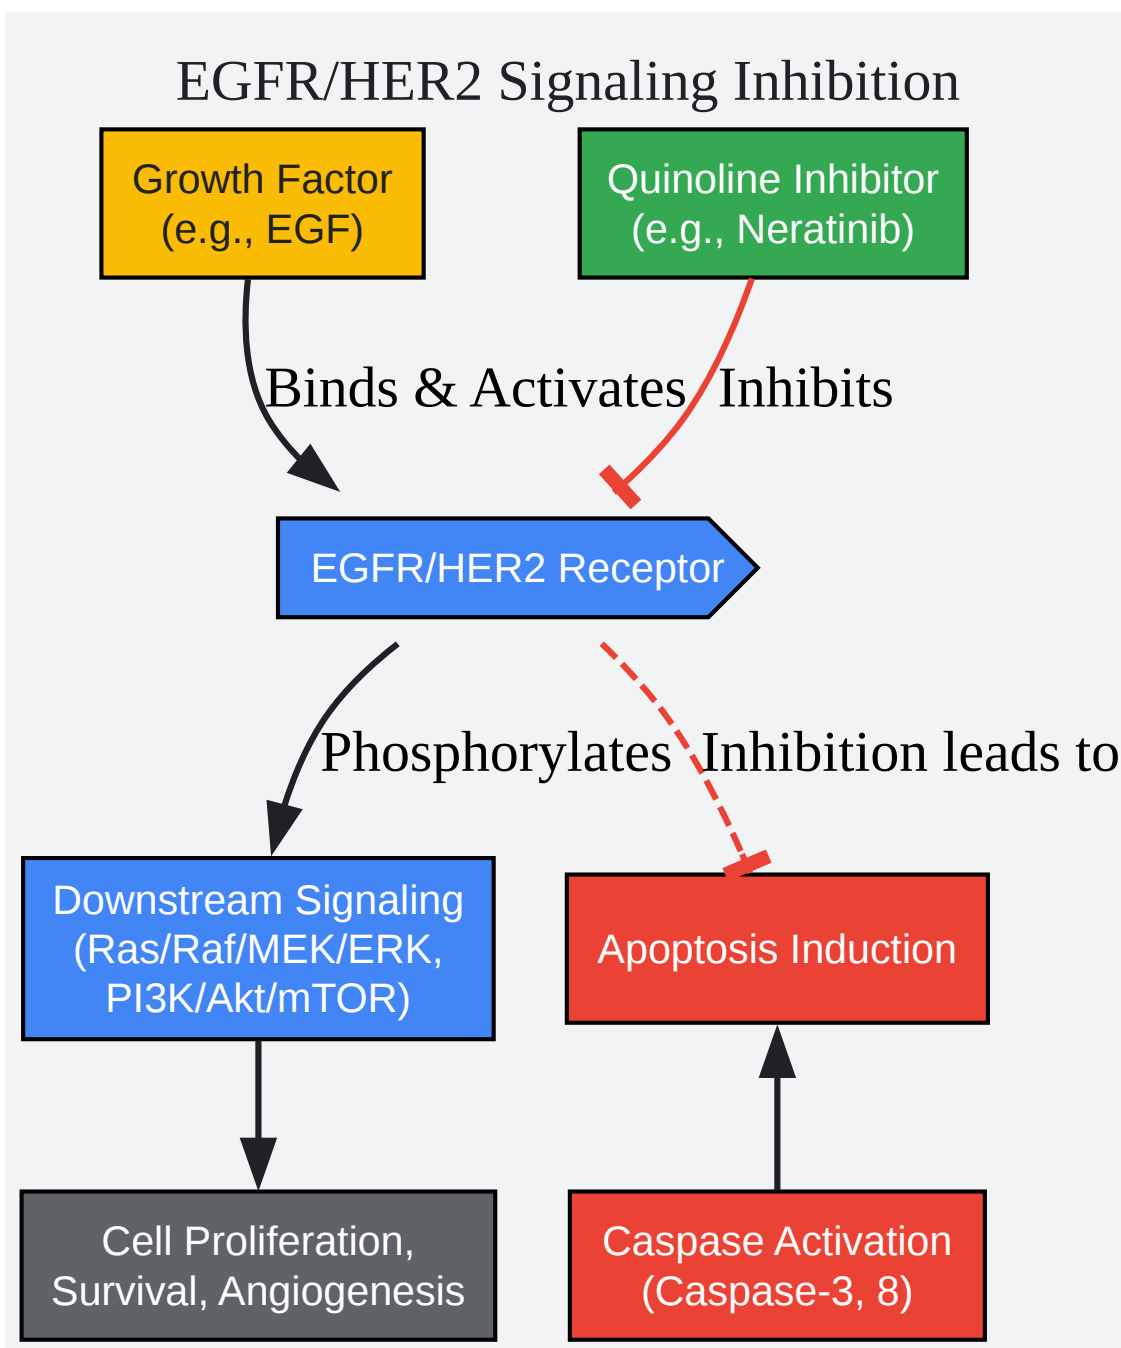 EGFR/HER2 Signaling Inhibition
Growth Factor
(e.g., EGF)
Quinoline Inhibitor
(e.g., Neratinib)
Binds & Activates
Inhibits
EGFR/HER2 Receptor
Phosphorylates
Inhibition leads to
Downstream Signaling
(Ras/Raf/MEK/ERK,
PI3K/Akt/mTOR)
Apoptosis Induction
Cell Proliferation,
Survival, Angiogenesis
Caspase Activation
(Caspase-3, 8)